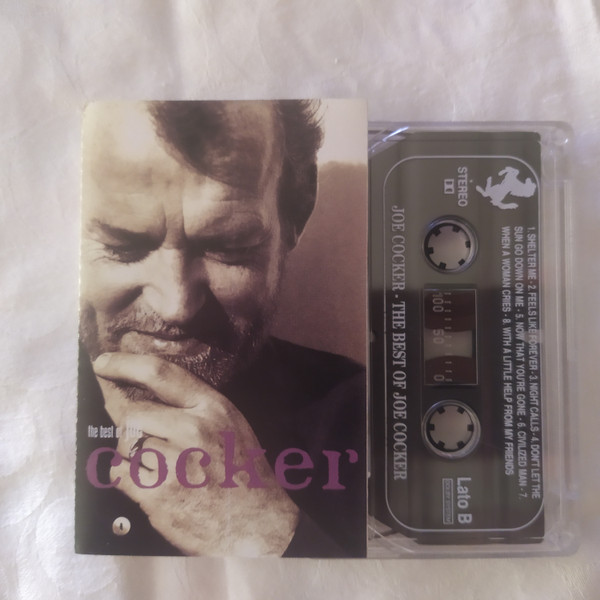 the best of joe
cocker
STEREO
JOE COCKER - THE BEST OF JOE COCKER
1. SHELTER ME - 2. FEELS LIKE FOREVER - 3. NIGHT CALLS - 4. DON'T LET THE
SUN GO DOWN ON ME - 5. NOW THAT YOU'RE GONE - 6. CIVILIZED MAN - 7.
WHEN A WOMAN CRIES - 8. WITH A LITTLE HELP FROM MY FRIENDS
100 50 0
Lato B